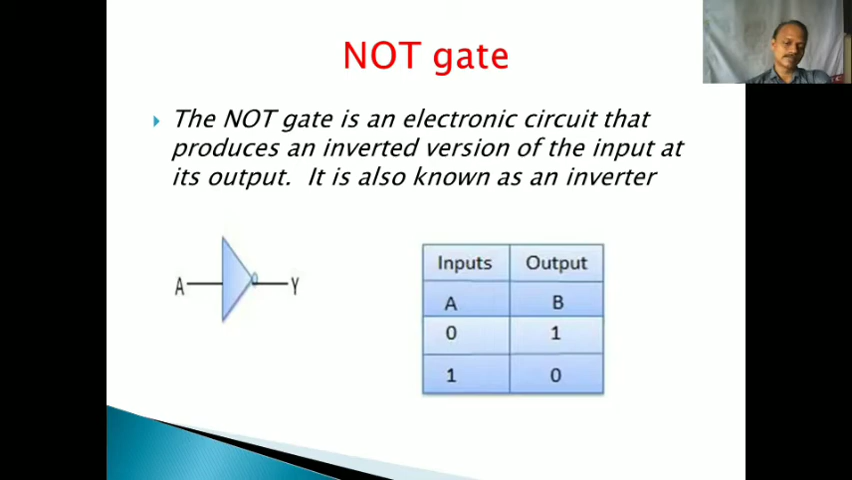 NOT gate
The NOT gate is an electronic circuit that
produces an inverted version of the input at
its output. It is also known as an inverter
A Y
Inputs Output
A B
0 1
1 0